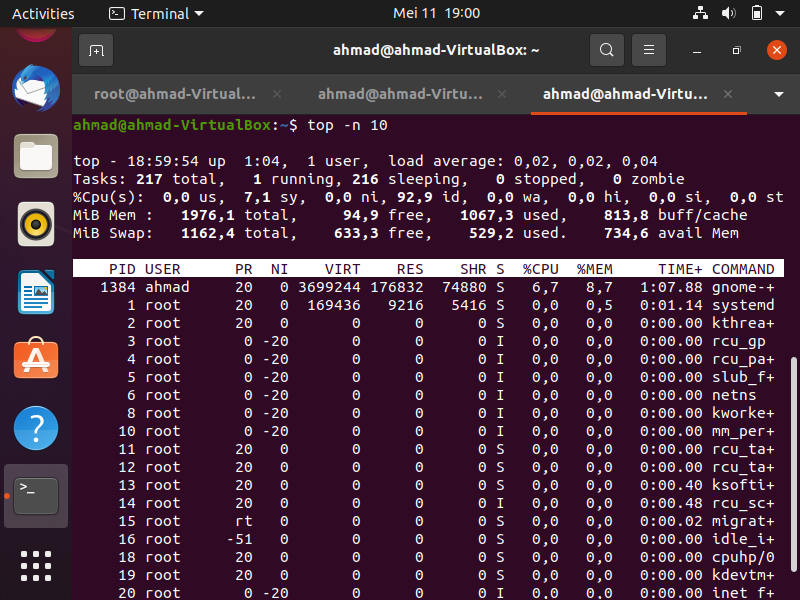 Activities Terminal Mei 11 19:00
ahmad@ahmad-VirtualBox: ~
root@ahmad-Virtual... ahmad@ahmad-Virtu... ahmad@ahmad-Virtu...
ahmad@ahmad-VirtualBox:~$ top -n 10
top - 18:59:54 up  1:04,  1 user,  load average: 0,02, 0,02, 0,04
Tasks: 217 total,   1 running, 216 sleeping,   0 stopped,   0 zombie
%Cpu(s):  0,0 us,  7,1 sy,  0,0 ni, 92,9 id,  0,0 wa,  0,0 hi,  0,0 si,  0,0 st
MiB Mem :   1976,1 total,     94,9 free,   1067,3 used,    813,8 buff/cache
MiB Swap:   1162,4 total,    633,3 free,    529,2 used.    734,6 avail Mem
PID USER      PR  NI    VIRT    RES    SHR S  %CPU  %MEM     TIME+ COMMAND
1384 ahmad     20   0 3699244 176832  74880 S   6,7   8,7   1:07.88 gnome-+
1 root      20   0  169436   9216   5416 S   0,0   0,5   0:01.14 systemd
2 root      20   0       0      0      0 S   0,0   0,0   0:00.00 kthrea+
3 root       0 -20       0      0      0 I   0,0   0,0   0:00.00 rcu_gp
4 root       0 -20       0      0      0 I   0,0   0,0   0:00.00 rcu_pa+
5 root       0 -20       0      0      0 I   0,0   0,0   0:00.00 slub_f+
6 root       0 -20       0      0      0 I   0,0   0,0   0:00.00 netns
8 root       0 -20       0      0      0 I   0,0   0,0   0:00.00 kworke+
10 root       0 -20       0      0      0 I   0,0   0,0   0:00.00 mm_per+
11 root      20   0       0      0      0 S   0,0   0,0   0:00.00 rcu_ta+
12 root      20   0       0      0      0 S   0,0   0,0   0:00.00 rcu_ta+
13 root      20   0       0      0      0 S   0,0   0,0   0:00.40 ksofti+
14 root      20   0       0      0      0 I   0,0   0,0   0:00.48 rcu_sc+
15 root      rt   0       0      0      0 S   0,0   0,0   0:00.02 migrat+
16 root     -51   0       0      0      0 S   0,0   0,0   0:00.00 idle_i+
18 root      20   0       0      0      0 S   0,0   0,0   0:00.00 cpuhp/0
19 root      20   0       0      0      0 S   0,0   0,0   0:00.00 kdevtm+
20 root       0 -20       0      0      0 I   0,0   0,0   0:00.00 inet_f+